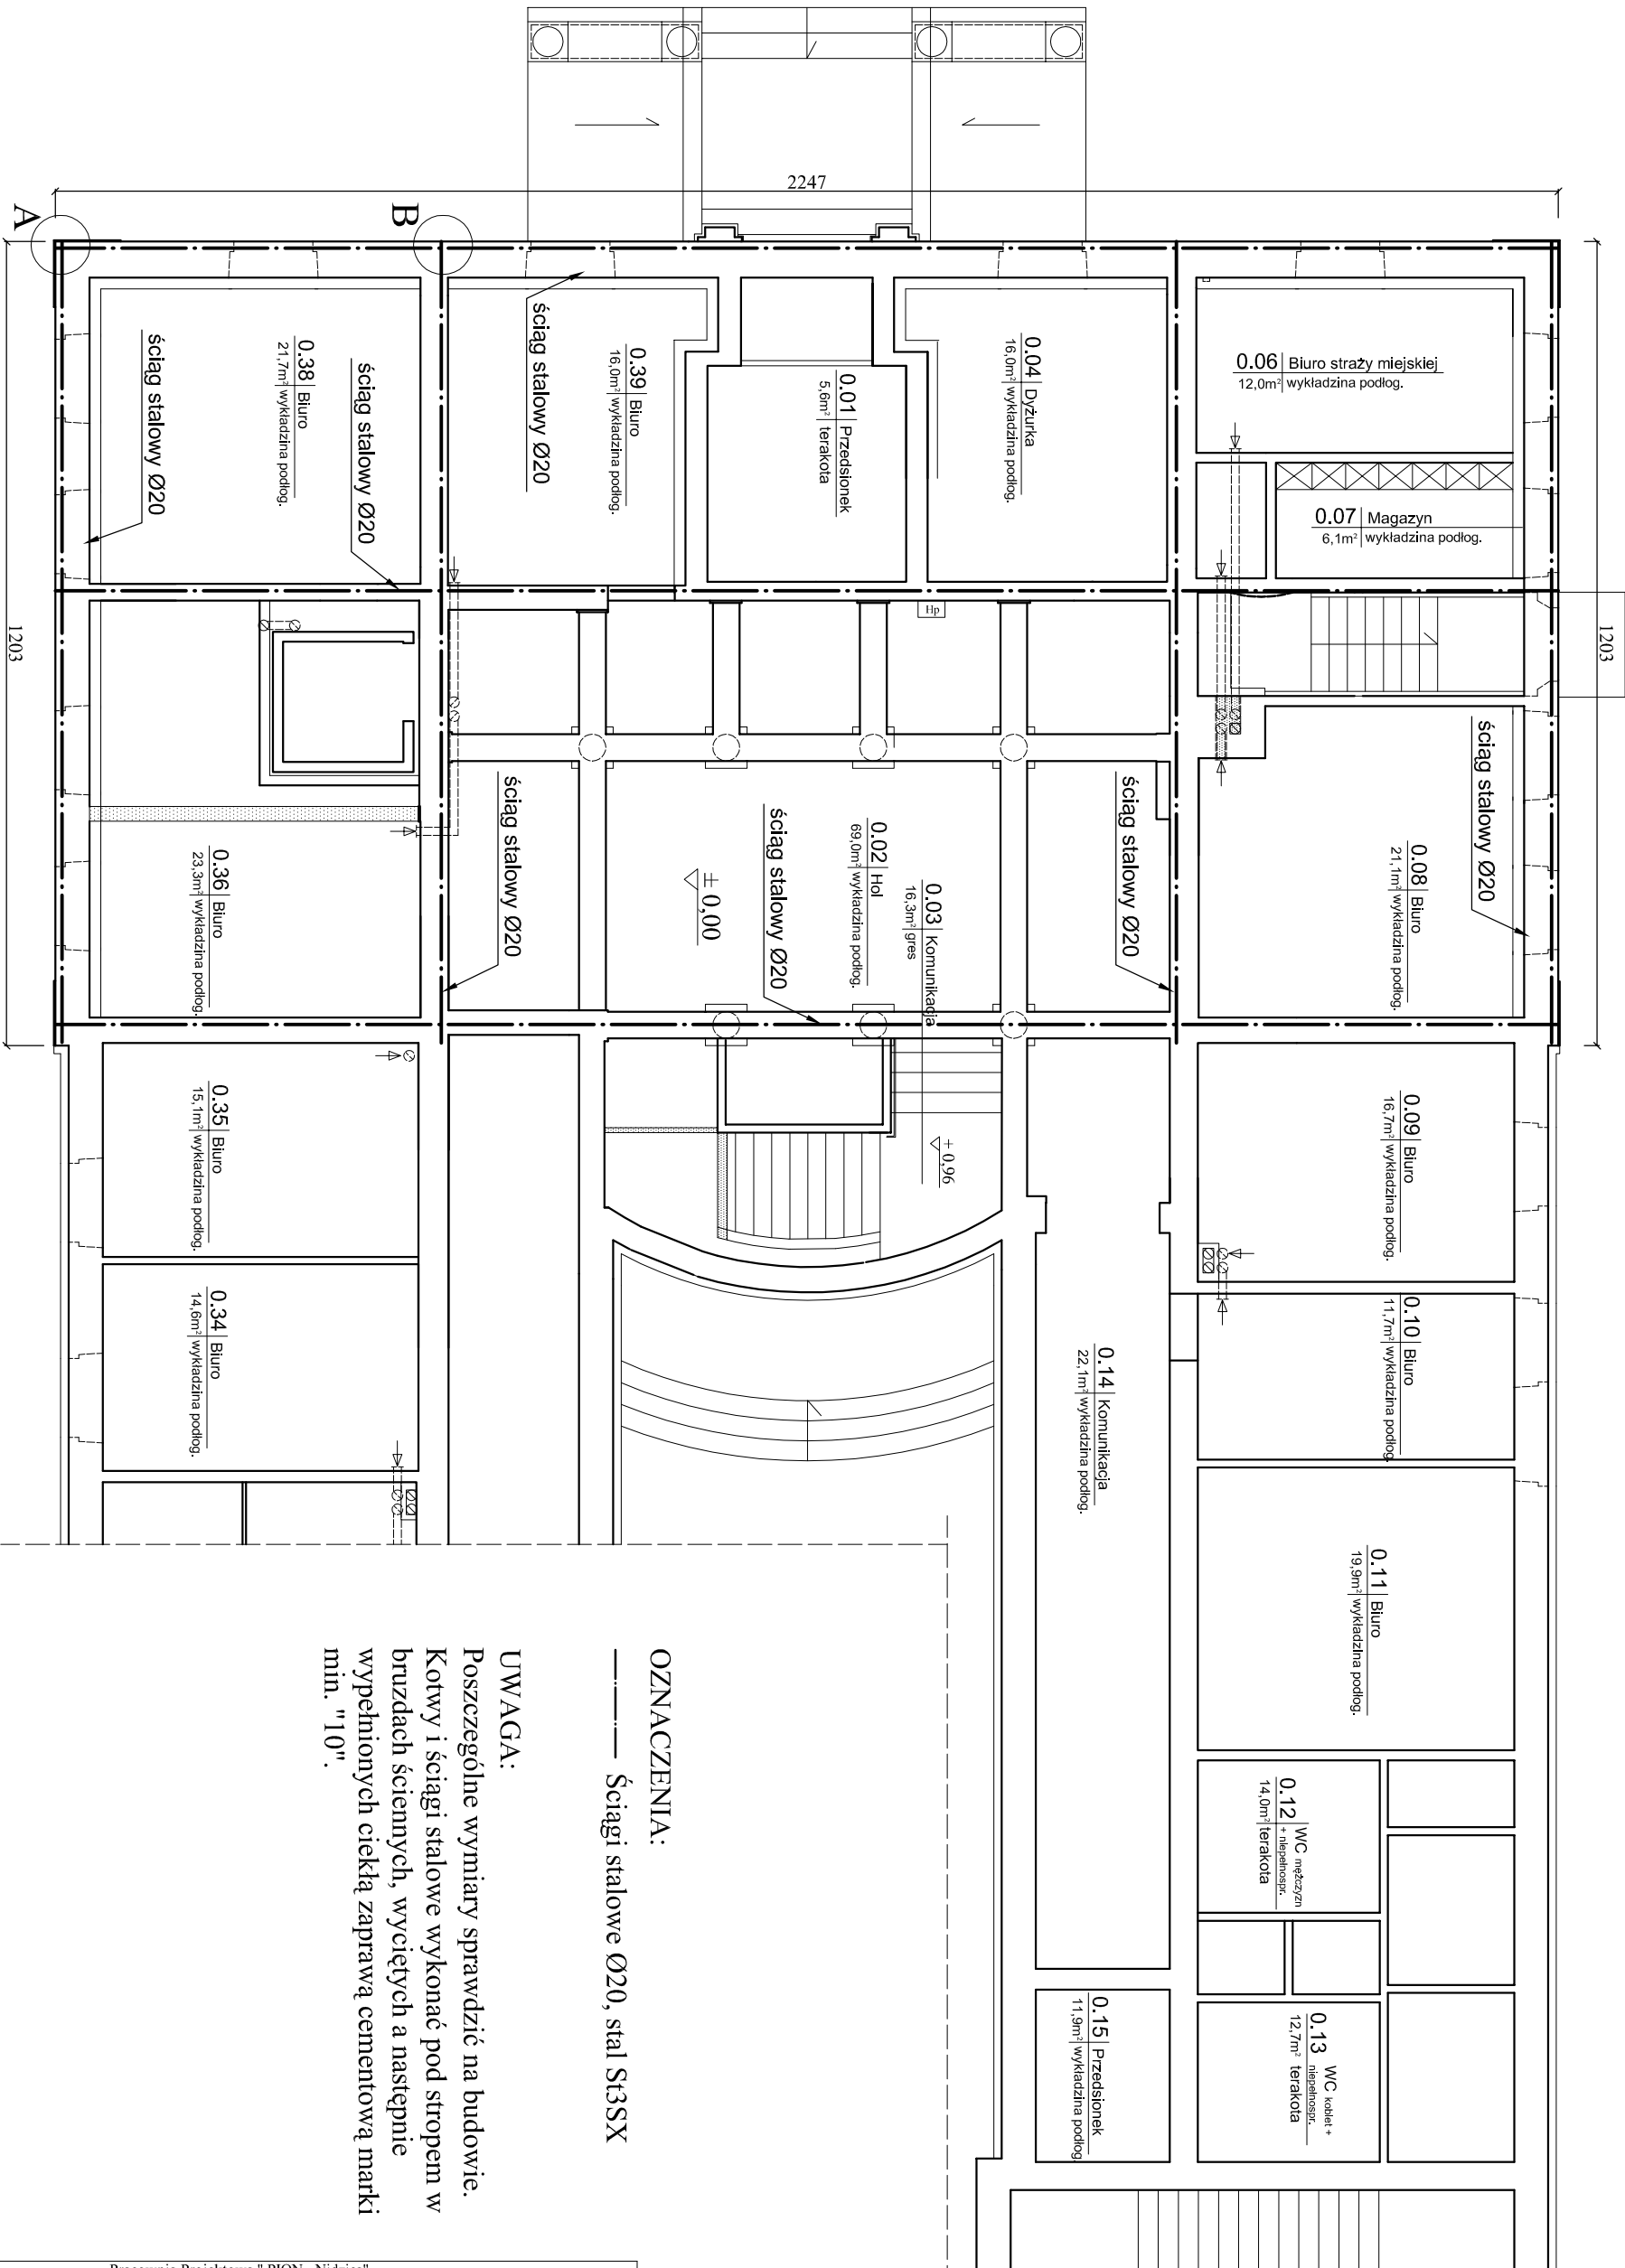 2247
A
B
1203
1203
ściąg stalowy Ø20
0.38 Biuro
21,7m² wykładzina podłog.
ściąg stalowy Ø20
ściąg stalowy Ø20
0.39 Biuro
16,0m² wykładzina podłog.
0.01 Przedsionek
5,6m² terakota
0.04 Dyżurka
16,0m² wykładzina podłog.
0.06 Biuro straży miejskiej
12,0m² wykładzina podłog.
0.07 Magazyn
6,1m² wykładzina podłog.
Hp
0.36 Biuro
23,3m² wykładzina podłog.
ściąg stalowy Ø20
± 0,00
ściąg stalowy Ø20
0.02 Hol
69,0m² wykładzina podłog.
0.03 Komunikacja
16,3m² gres
ściąg stalowy Ø20
0.08 Biuro
21,1m² wykładzina podłog.
ściąg stalowy Ø20
+ 0,96
0.35 Biuro
15,1m² wykładzina podłog.
0.34 Biuro
14,6m² wykładzina podłog.
0.09 Biuro
16,7m² wykładzina podłog.
0.10 Biuro
11,7m² wykładzina podłog.
0.14 Komunikacja
22,1m² wykładzina podłog.
0.11 Biuro
19,9m² wykładzina podłog.
0.12 WC mężczyzn
+ niepełnospr.
14,0m² terakota
0.13 WC kobiet +
niepełnospr.
12,7m² terakota
0.15 Przedsionek
11,9m² wykładzina podłog.
OZNACZENIA:
Ściągi stalowe Ø20, stal St3SX
UWAGA:
Poszczególne wymiary sprawdzić na budowie.
Kotwy i ściągi stalowe wykonać pod stropem w
bruzdach ściennych, wyciętych a następnie
wypełnionych ciekłą zaprawą cementową marki
min. "10".